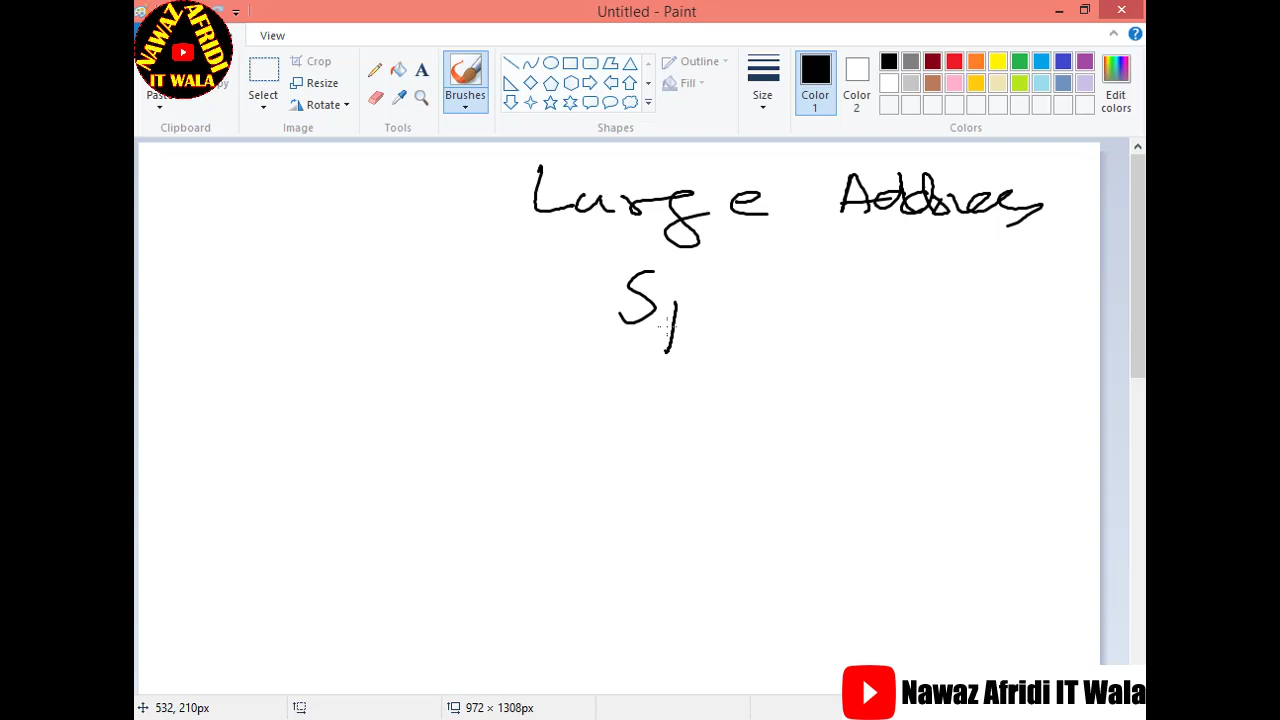 Untitled - Paint
NAWAZ AFRIDI
IT WALA
View
Paste
Crop
Resize
Rotate
Select
Brushes
Outline
Fill
Size
Color 1
Color 2
Edit colors
Clipboard
Image
Tools
Shapes
Colors
Large Address
S
532, 210px
972 × 1308px
Nawaz Afridi IT Wala